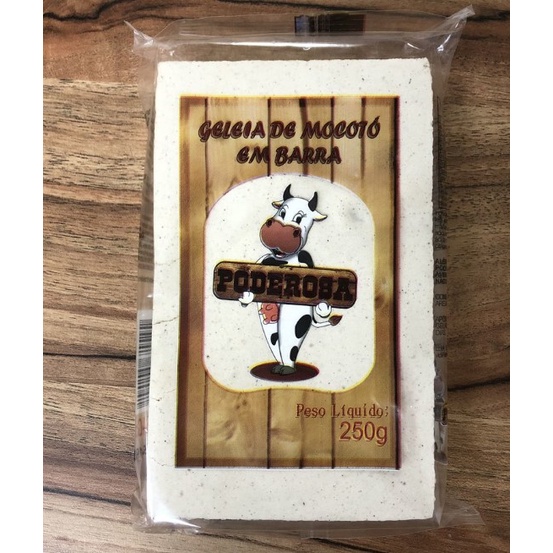 GELEIA DE MOCOTÓ
EM BARRA
PODEROSA
Peso Líquido:
250g